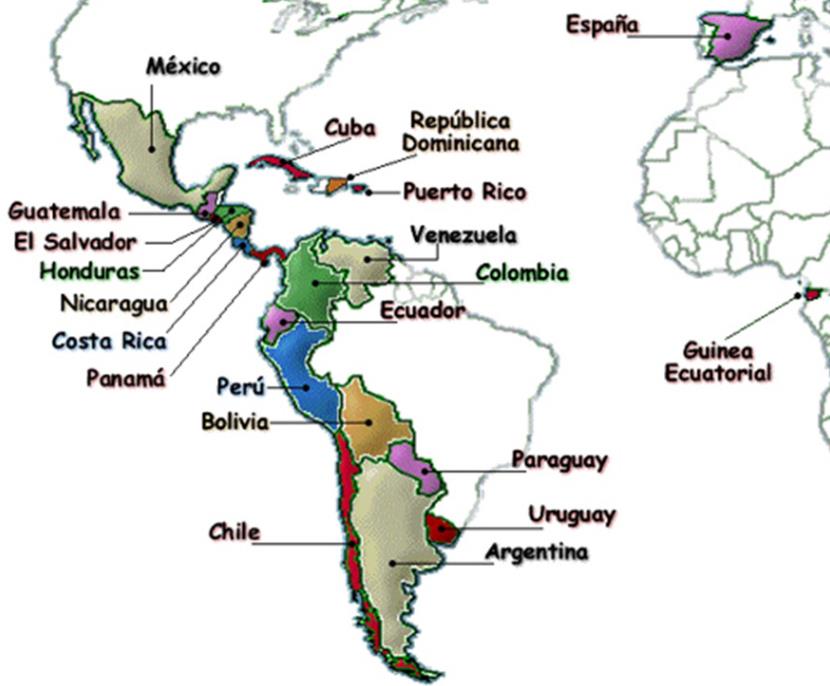 España
México
Cuba
República
Dominicana
Puerto Rico
Guatemala
El Salvador
Honduras
Nicaragua
Costa Rica
Panamá
Venezuela
Colombia
Ecuador
Guinea
Ecuatorial
Perú
Bolivia
Paraguay
Uruguay
Chile
Argentina